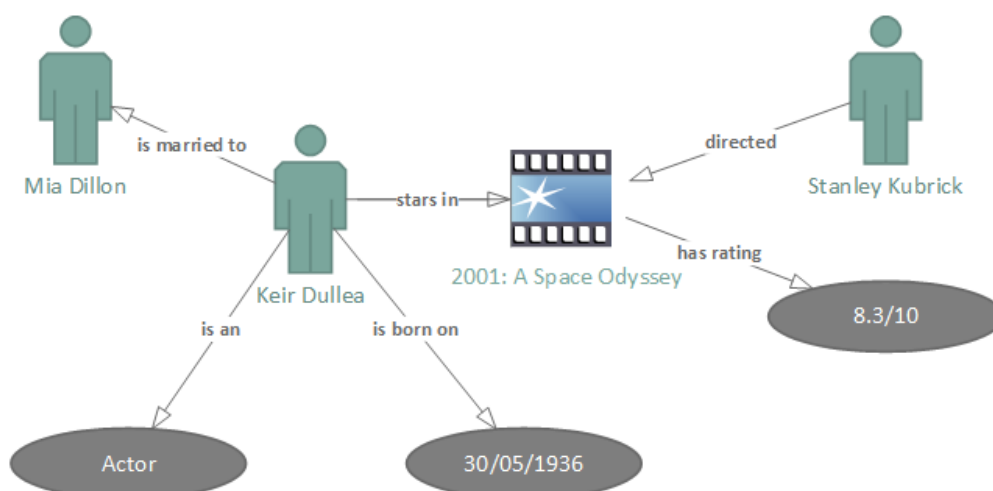 directed
is married to
Mia Dillon
Stanley Kubrick
stars in
has rating
2001: A Space Odyssey
Keir Dullea
8.3/10
is an
is born on
Actor
30/05/1936